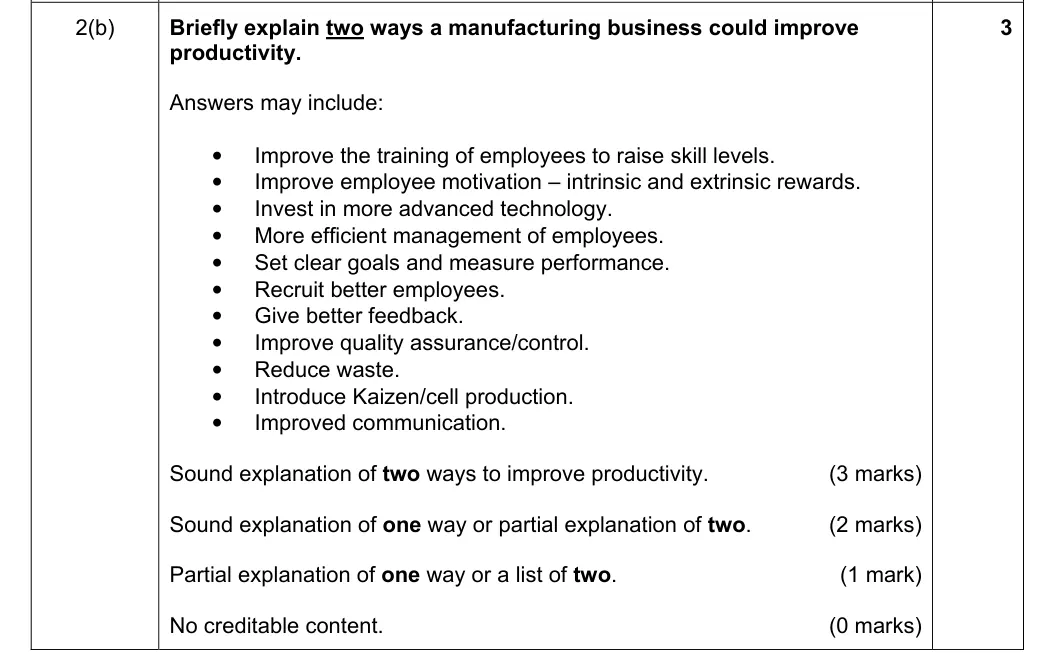 2(b) Briefly explain two ways a manufacturing business could improve 3
productivity.
Answers may include:
• Improve the training of employees to raise skill levels.
• Improve employee motivation – intrinsic and extrinsic rewards.
• Invest in more advanced technology.
• More efficient management of employees.
• Set clear goals and measure performance.
• Recruit better employees.
• Give better feedback.
• Improve quality assurance/control.
• Reduce waste.
• Introduce Kaizen/cell production.
• Improved communication.
Sound explanation of two ways to improve productivity. (3 marks)
Sound explanation of one way or partial explanation of two. (2 marks)
Partial explanation of one way or a list of two. (1 mark)
No creditable content. (0 marks)